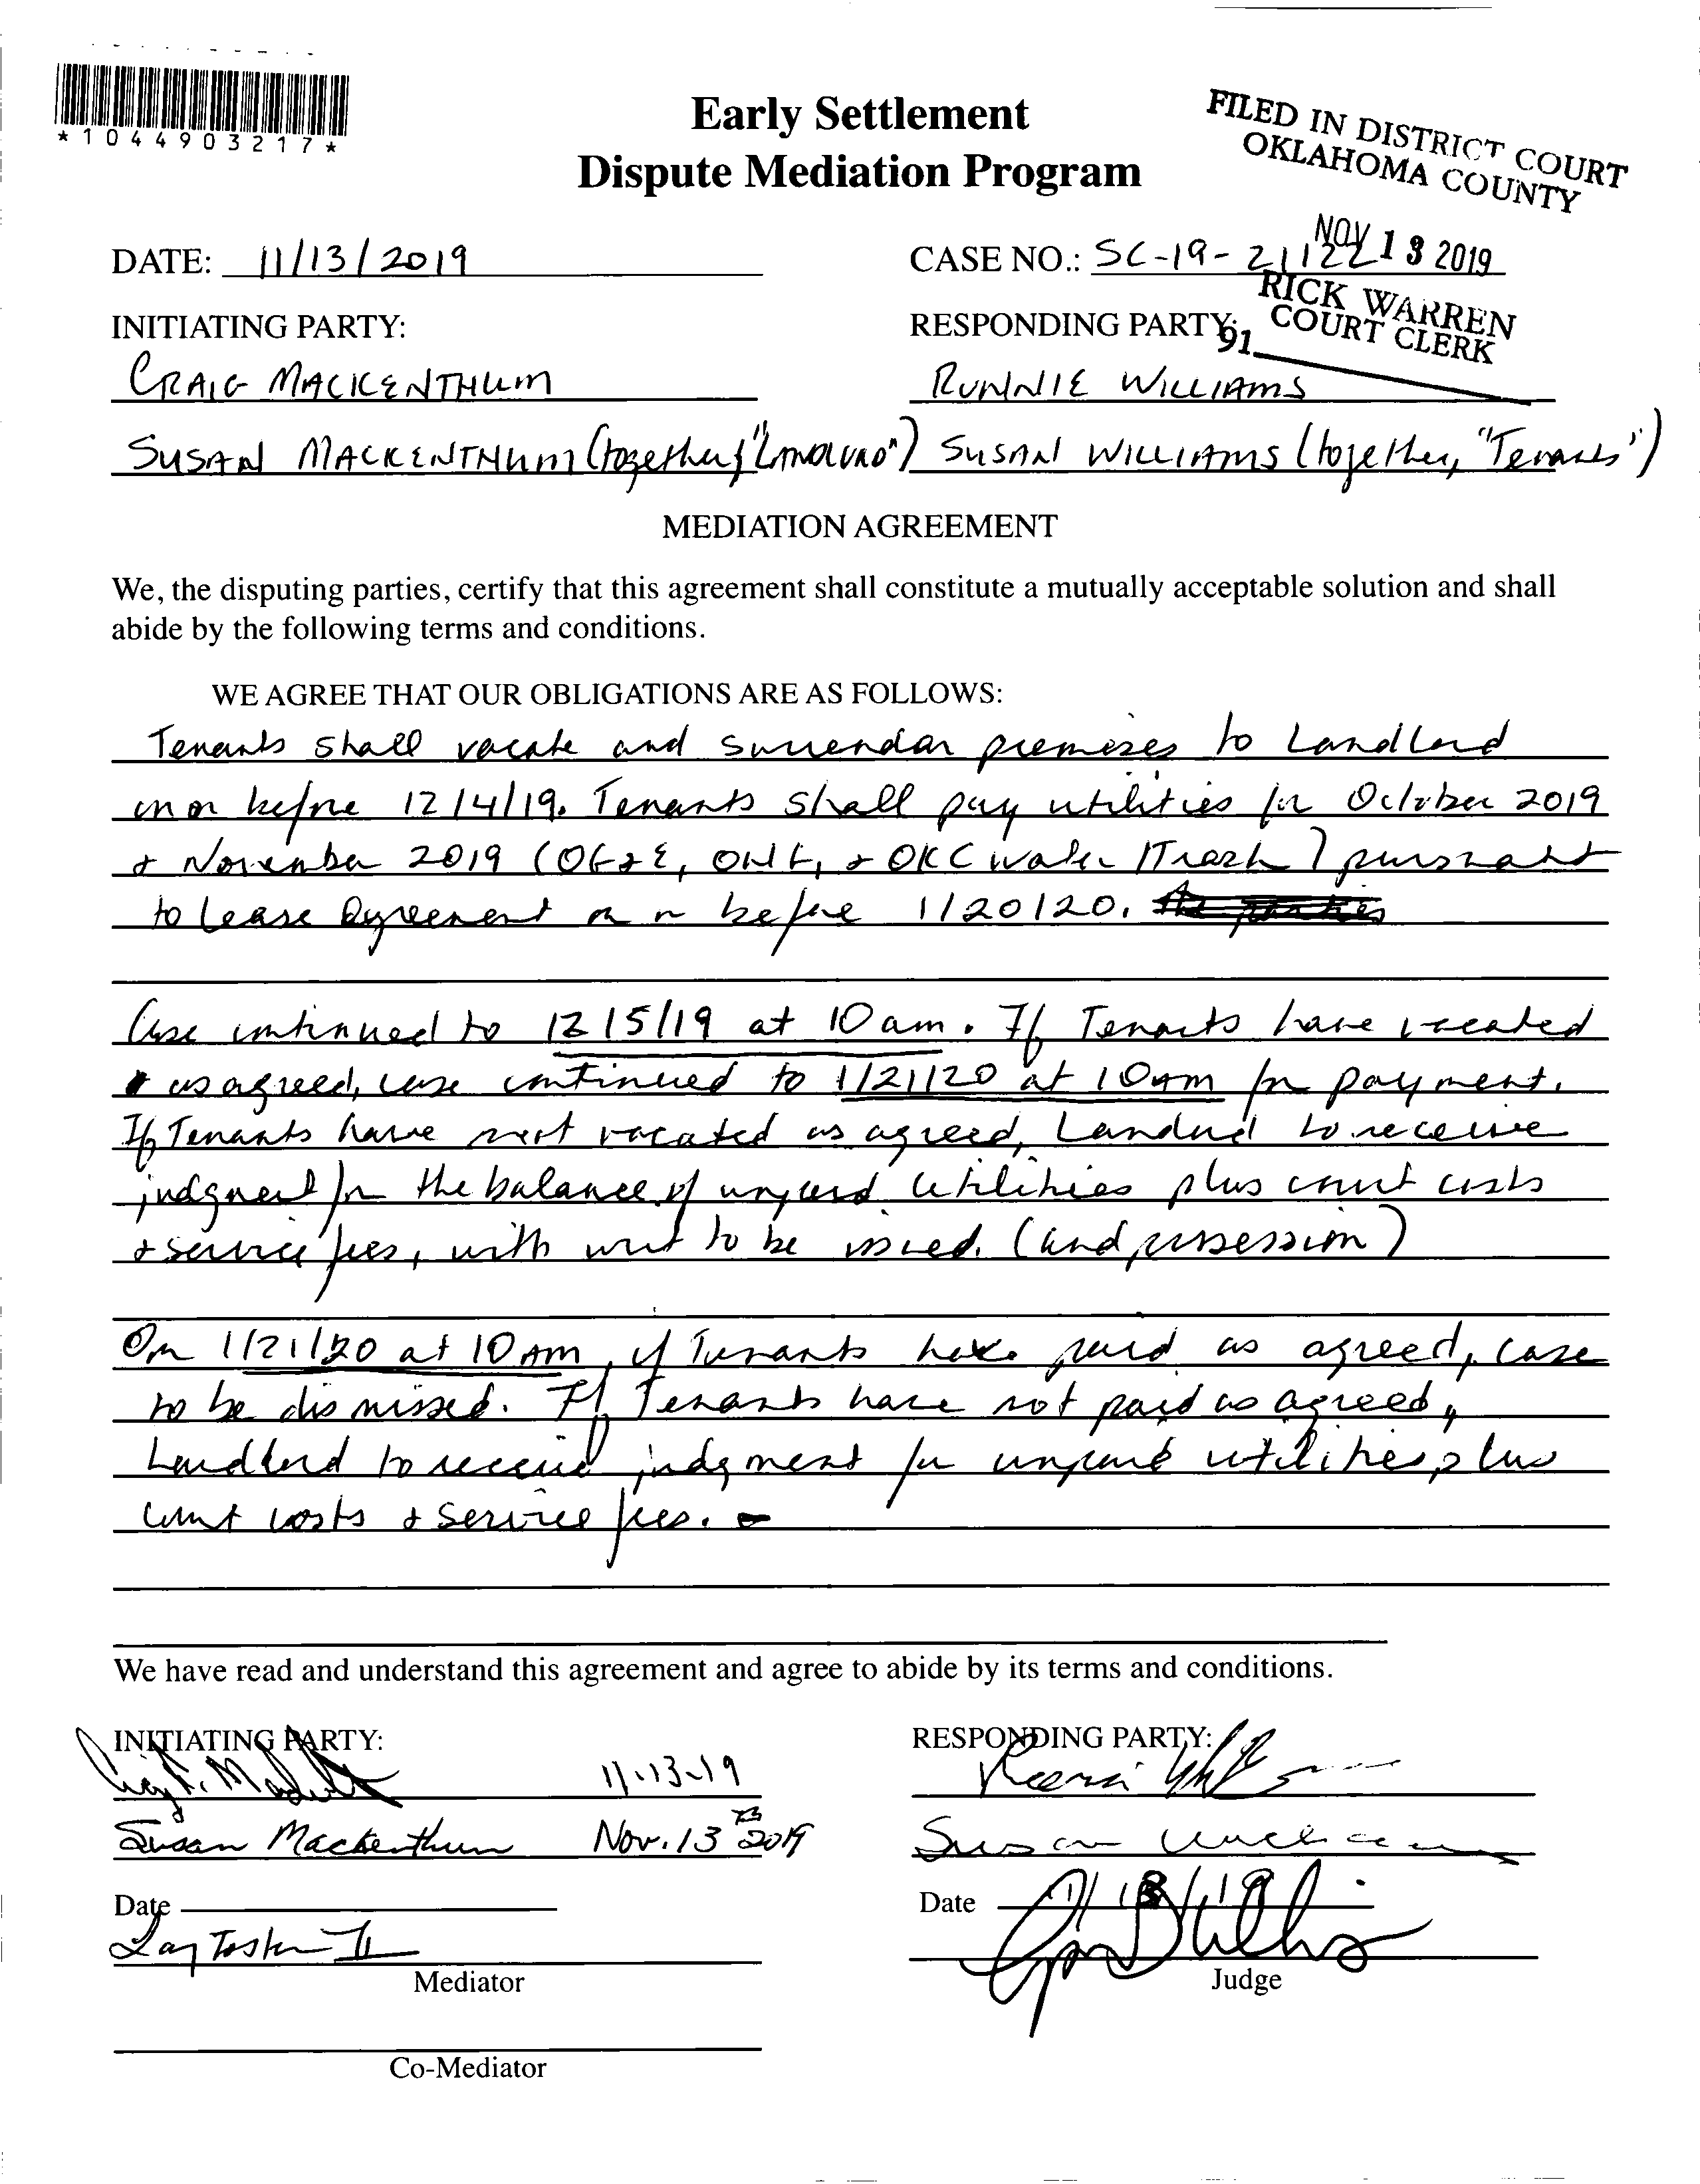 *1044903217*
Early Settlement
Dispute Mediation Program
FILED IN DISTRICT COURT
OKLAHOMA COUNTY
NOV 13 2019
RICK WARREN
COURT CLERK
91
DATE: 11/13/2019
CASE NO.: SC-19-21122
INITIATING PARTY:
RESPONDING PARTY:
CRAIG MACKENTHUM
RONNIE WILLIAMS
SUSAN MACKENTHUM (together, "LANDLORD")
SUSAN WILLIAMS (together, "Tenants")
MEDIATION AGREEMENT
We, the disputing parties, certify that this agreement shall constitute a mutually acceptable solution and shall
abide by the following terms and conditions.
WE AGREE THAT OUR OBLIGATIONS ARE AS FOLLOWS:
Tenants shall vacate and surrendar premises to Landlord
on or before 12/4/19. Tenants shall pay utilities for October 2019
& November 2019 (OG&E, ONG, & OKC Water/Trash) pursuant
to lease agreement on or before 1/20/20.
Case continued to 12/5/19 at 10am. If Tenants have vacated
as agreed, case continued to 1/21/20 at 10am for payment.
If Tenants have not vacated as agreed, Landlord to receive
judgment for the balance of unpaid utilities plus court costs
& service fees, with writ to be issued. (and possession)
On 1/21/20 at 10am, if Tenants have paid as agreed, case
to be dismissed. If Tenants have not paid as agreed,
Landlord to receive judgment for unpaid utilities plus
court costs & service fees.
We have read and understand this agreement and agree to abide by its terms and conditions.
INITIATING PARTY:
RESPONDING PARTY:
11-13-19
Susan Mackenthum Nov. 13 2019
Susan Williams
Date
Date 11/13/19
Mediator
Judge
Co-Mediator